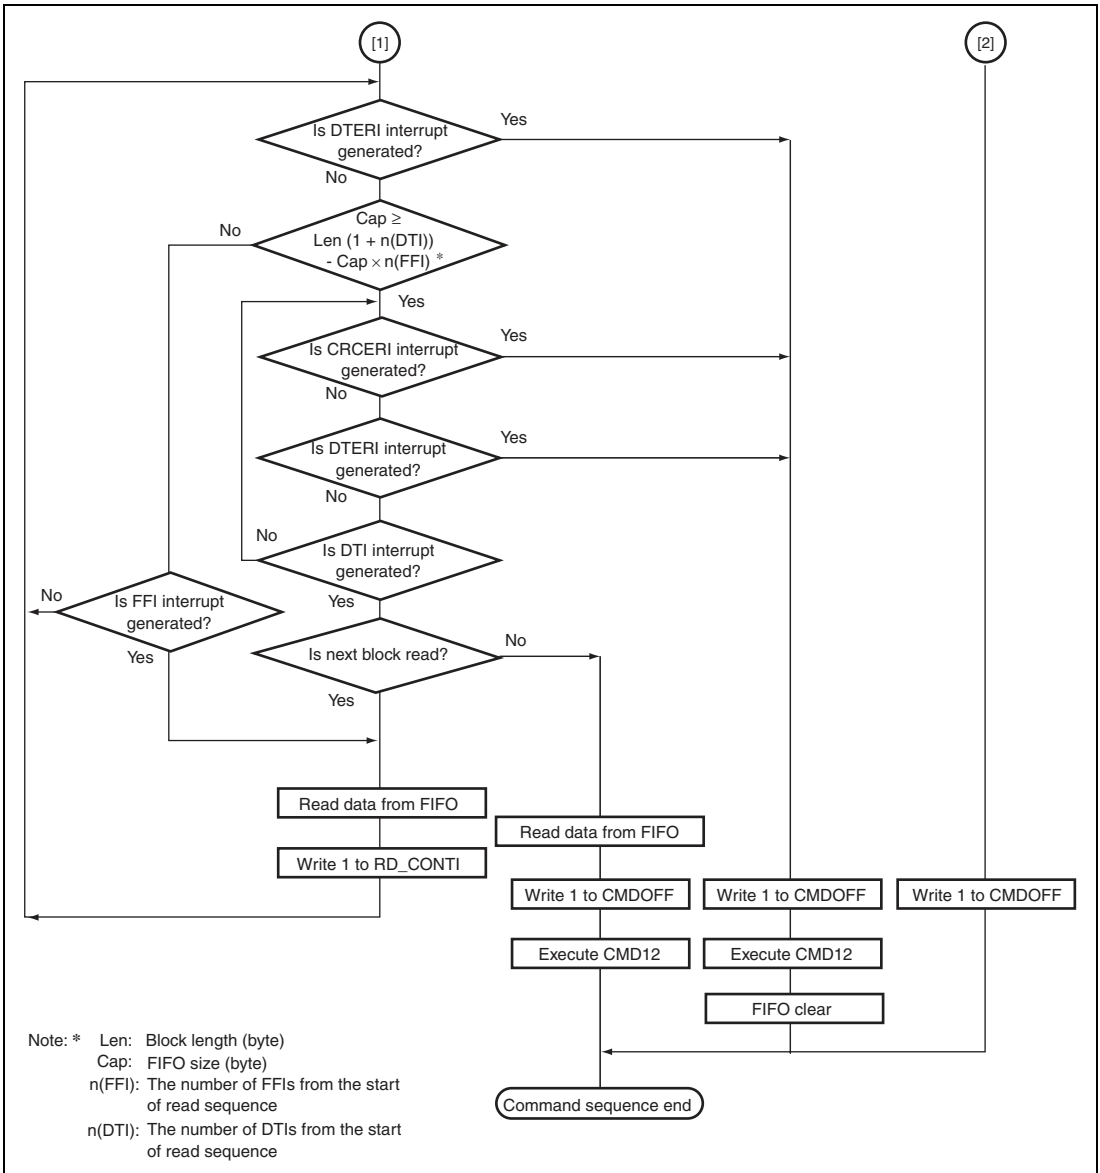 [1]
[2]
Is DTERI interrupt
generated?
Yes
No
Cap ≥
Len (1 + n(DTI))
- Cap × n(FFI) *
No
Yes
Is CRCERI interrupt
generated?
Yes
No
Is DTERI interrupt
generated?
Yes
No
Is DTI interrupt
generated?
No
Yes
Is FFI interrupt
generated?
No
Yes
Is next block read?
No
Yes
Read data from FIFO
Write 1 to RD_CONTI
Read data from FIFO
Write 1 to CMDOFF
Write 1 to CMDOFF
Write 1 to CMDOFF
Execute CMD12
Execute CMD12
FIFO clear
Command sequence end
Note: * Len: Block length (byte)
Cap: FIFO size (byte)
n(FFI): The number of FFIs from the start
of read sequence
n(DTI): The number of DTIs from the start
of read sequence